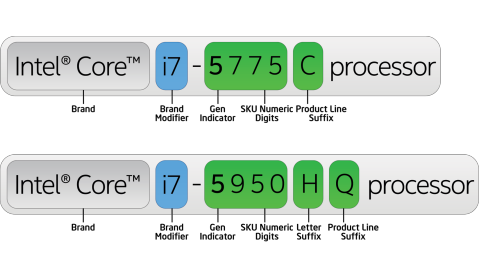 Intel® Core™ i7 - 5775 C processor
Brand Brand Modifier Gen Indicator SKU Numeric Digits Product Line Suffix
Intel® Core™ i7 - 5950 H Q processor
Brand Brand Modifier Gen Indicator SKU Numeric Digits Letter Suffix Product Line Suffix